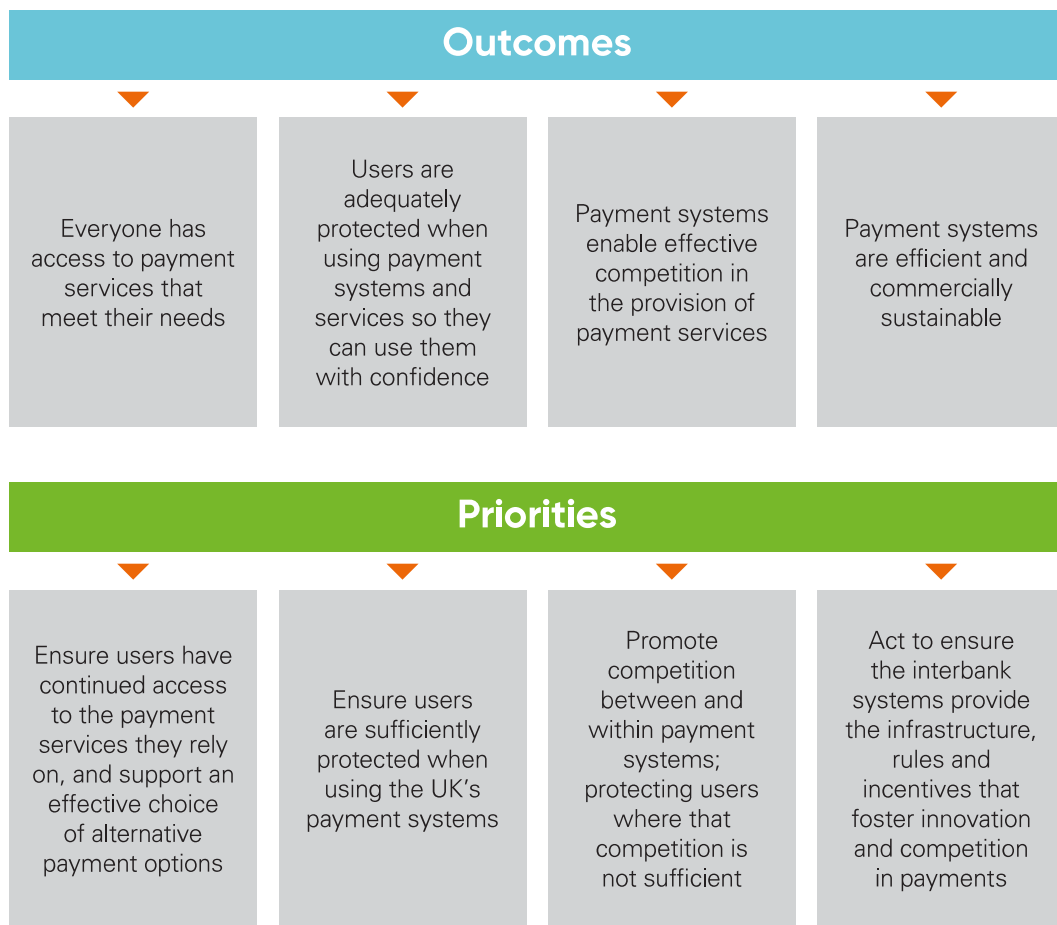 Outcomes
Everyone has
access to payment
services that
meet their needs
Users are
adequately
protected when
using payment
systems and
services so they
can use them
with confidence
Payment systems
enable effective
competition in
the provision of
payment services
Payment systems
are efficient and
commercially
sustainable
Priorities
Ensure users have
continued access
to the payment
services they rely
on, and support an
effective choice
of alternative
payment options
Ensure users
are sufficiently
protected when
using the UK's
payment systems
Promote
competition
between and
within payment
systems;
protecting users
where that
competition is
not sufficient
Act to ensure
the interbank
systems provide
the infrastructure,
rules and
incentives that
foster innovation
and competition
in payments